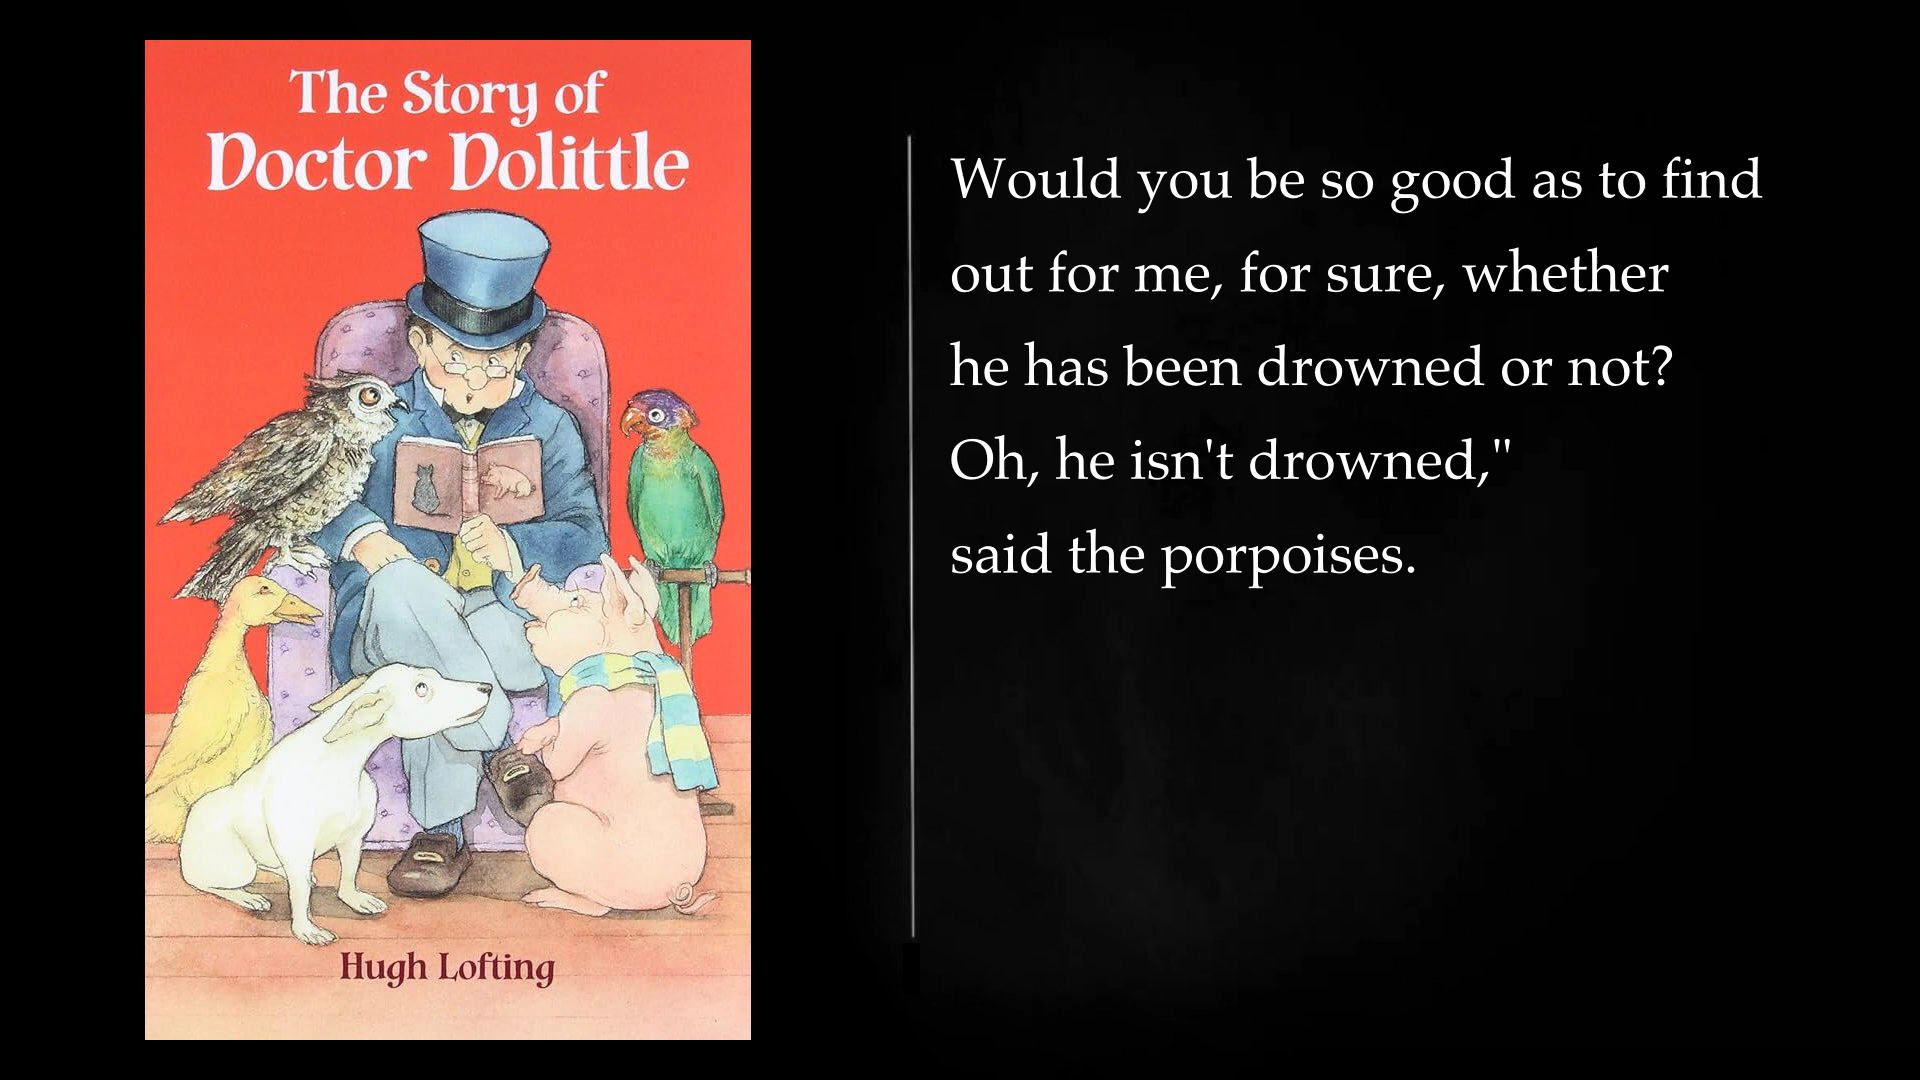 The Story of
Doctor Dolittle
Hugh Lofting
Would you be so good as to find
out for me, for sure, whether
he has been drowned or not?
Oh, he isn't drowned,"
said the porpoises.